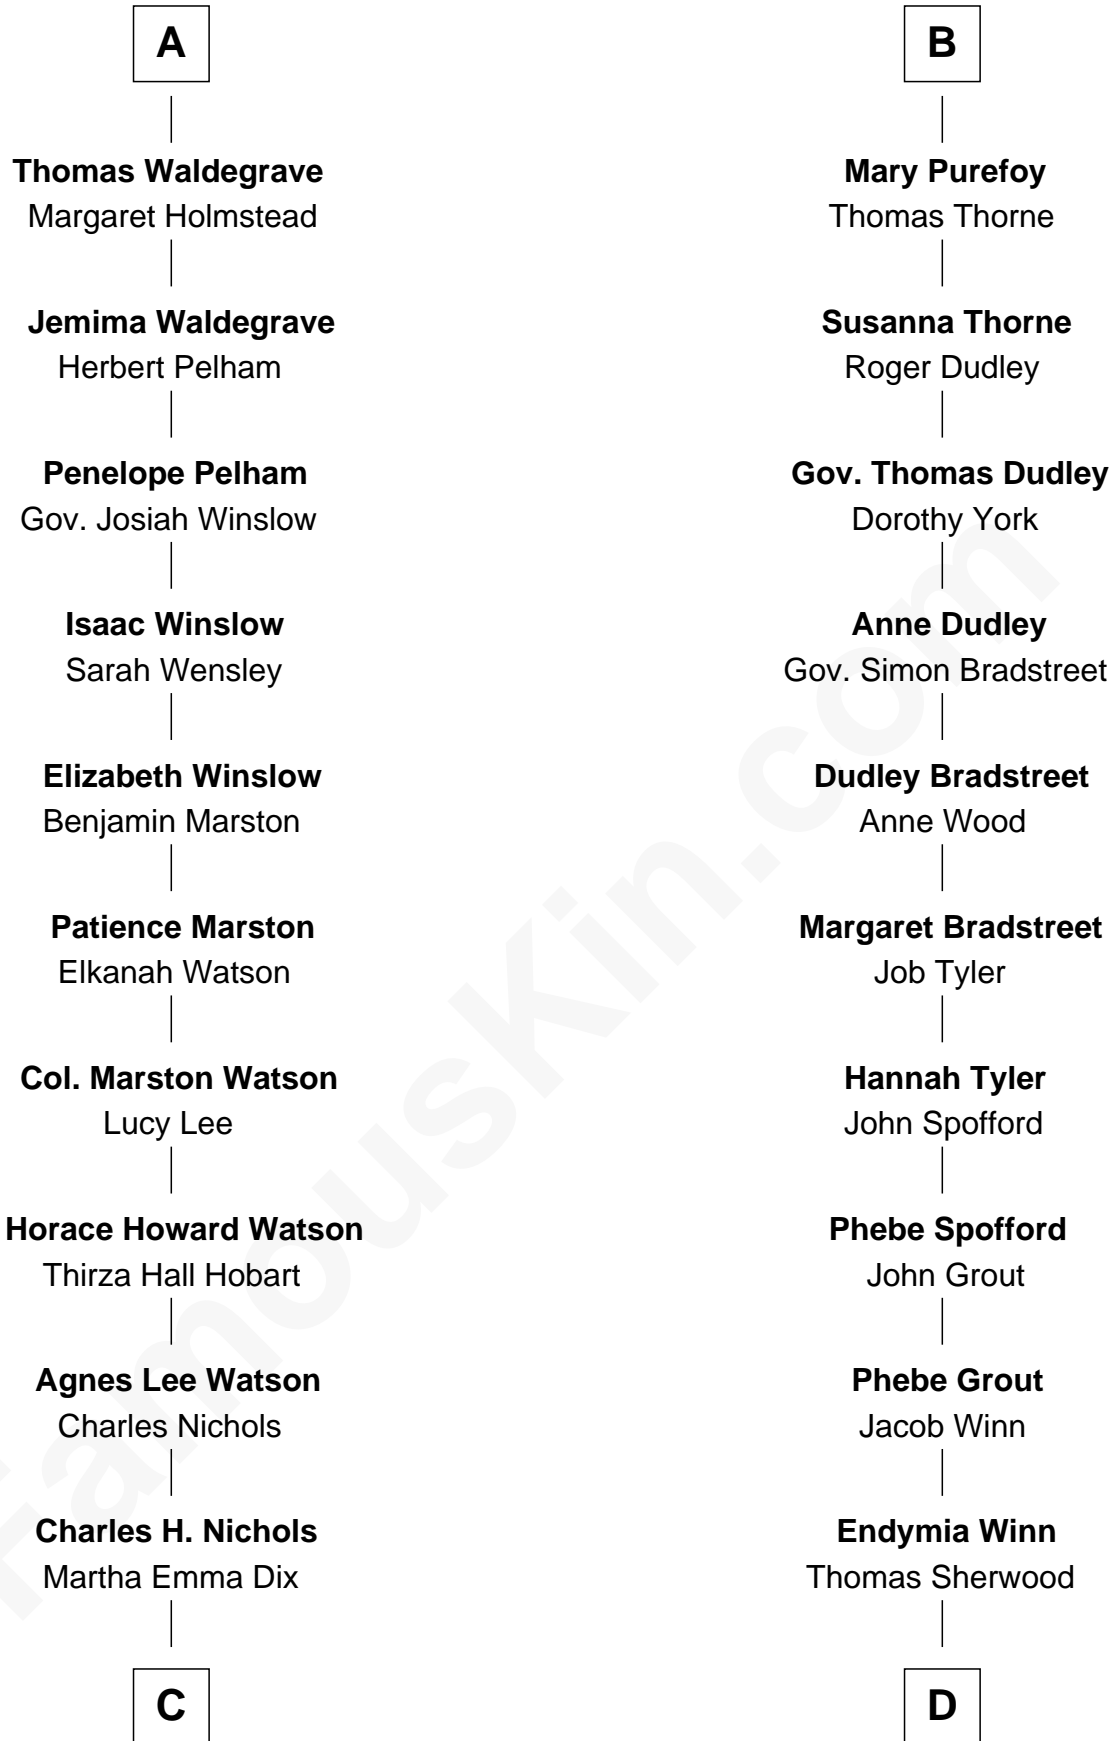 A
Thomas Waldegrave
Margaret Holmstead
Jemima Waldegrave
Herbert Pelham
Penelope Pelham
Gov. Josiah Winslow
Isaac Winslow
Sarah Wensley
Elizabeth Winslow
Benjamin Marston
Patience Marston
Elkanah Watson
Col. Marston Watson
Lucy Lee
Horace Howard Watson
Thirza Hall Hobart
Agnes Lee Watson
Charles Nichols
Charles H. Nichols
Martha Emma Dix
C
B
Mary Purefoy
Thomas Thorne
Susanna Thorne
Roger Dudley
Gov. Thomas Dudley
Dorothy York
Anne Dudley
Gov. Simon Bradstreet
Dudley Bradstreet
Anne Wood
Margaret Bradstreet
Job Tyler
Hannah Tyler
John Spofford
Phebe Spofford
John Grout
Phebe Grout
Jacob Winn
Endymia Winn
Thomas Sherwood
D
FamousKin.com